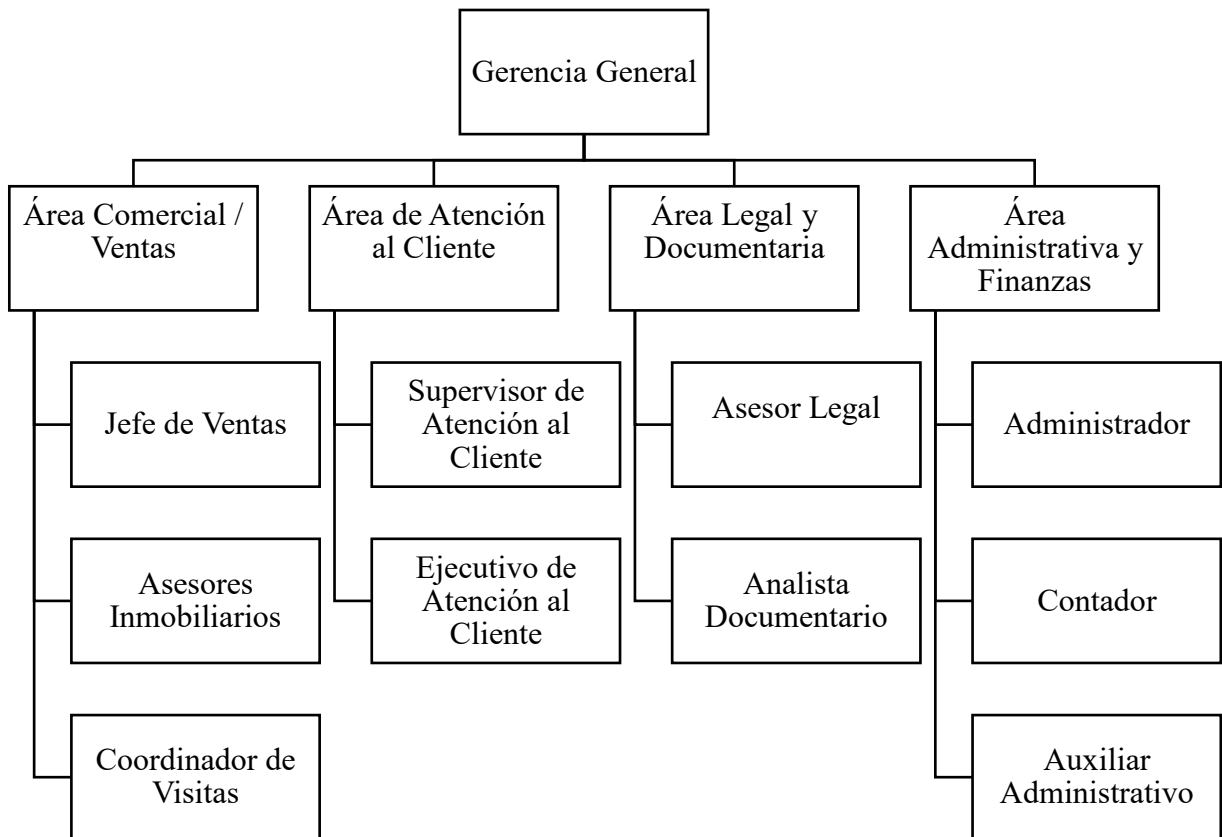 Gerencia General
Área Comercial /
Ventas
Área de Atención
al Cliente
Área Legal y
Documentaria
Área
Administrativa y
Finanzas
Jefe de Ventas
Supervisor de
Atención al
Cliente
Asesor Legal
Administrador
Asesores
Inmobiliarios
Ejecutivo de
Atención al
Cliente
Analista
Documentario
Contador
Coordinador de
Visitas
Auxiliar
Administrativo